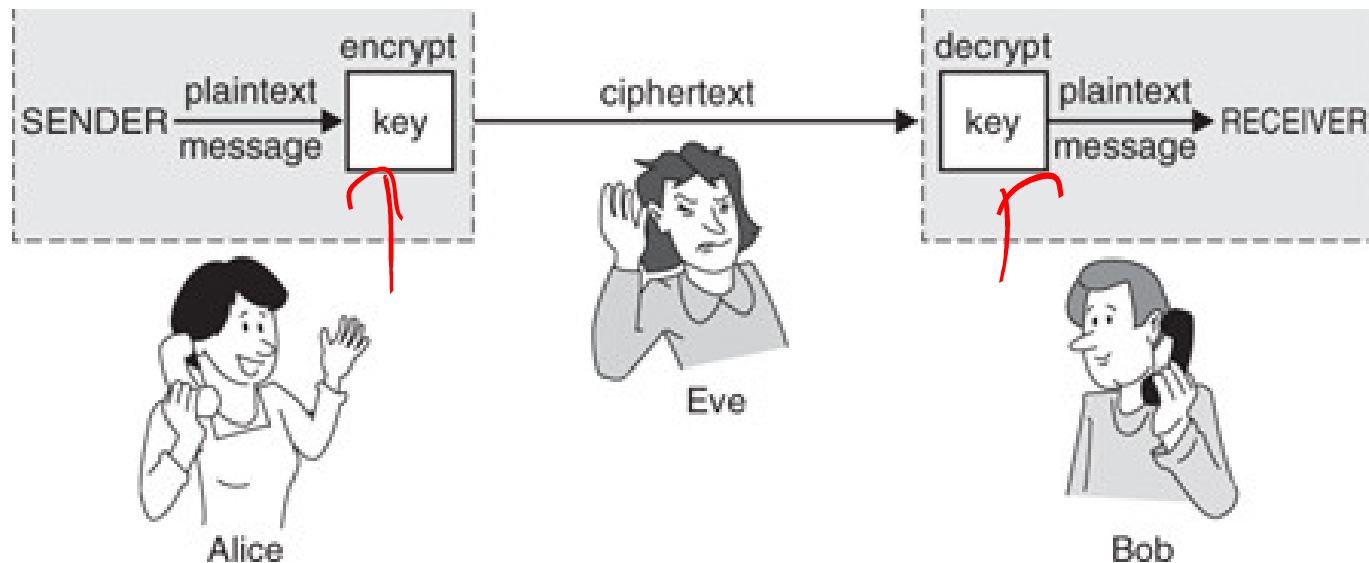 encrypt
decrypt
SENDER plaintext message key ciphertext key plaintext message RECEIVER
Eve
Alice
Bob